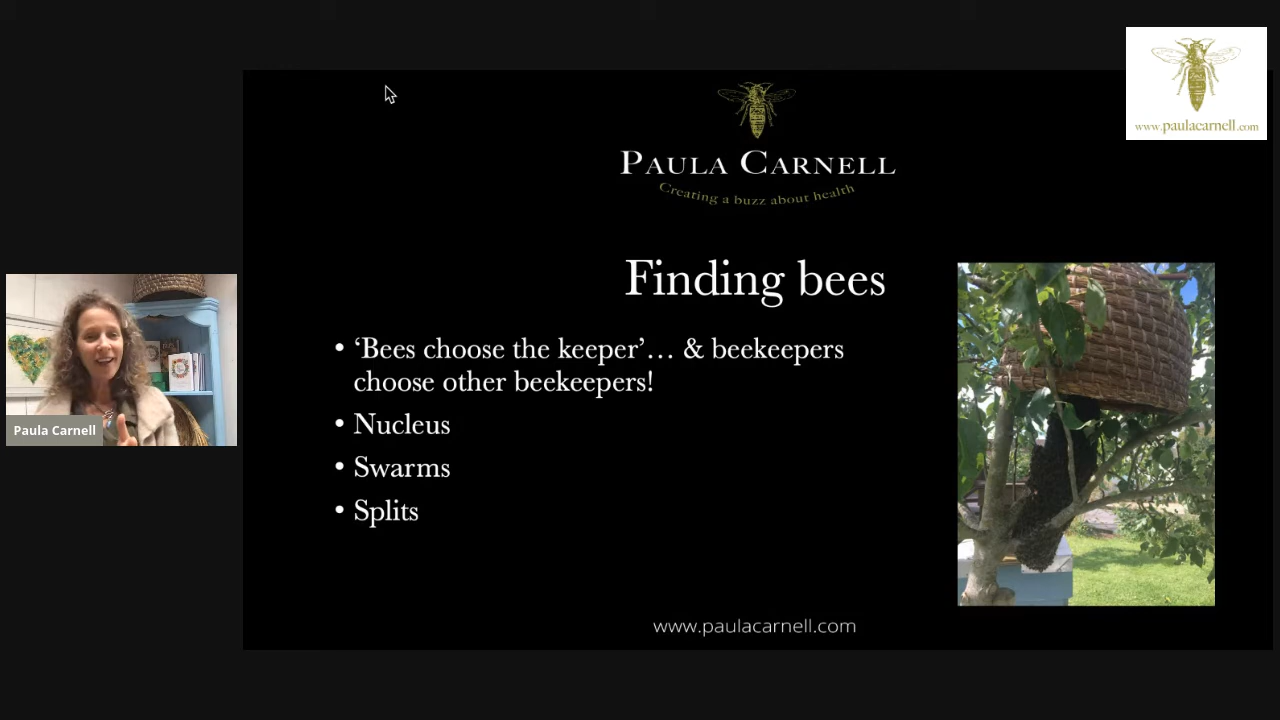 www.paulacarnell.com
PAULA CARNELL
Creating a buzz about health
Finding bees
• ‘Bees choose the keeper’… & beekeepers
choose other beekeepers!
• Nucleus
• Swarms
• Splits
Paula Carnell
www.paulacarnell.com